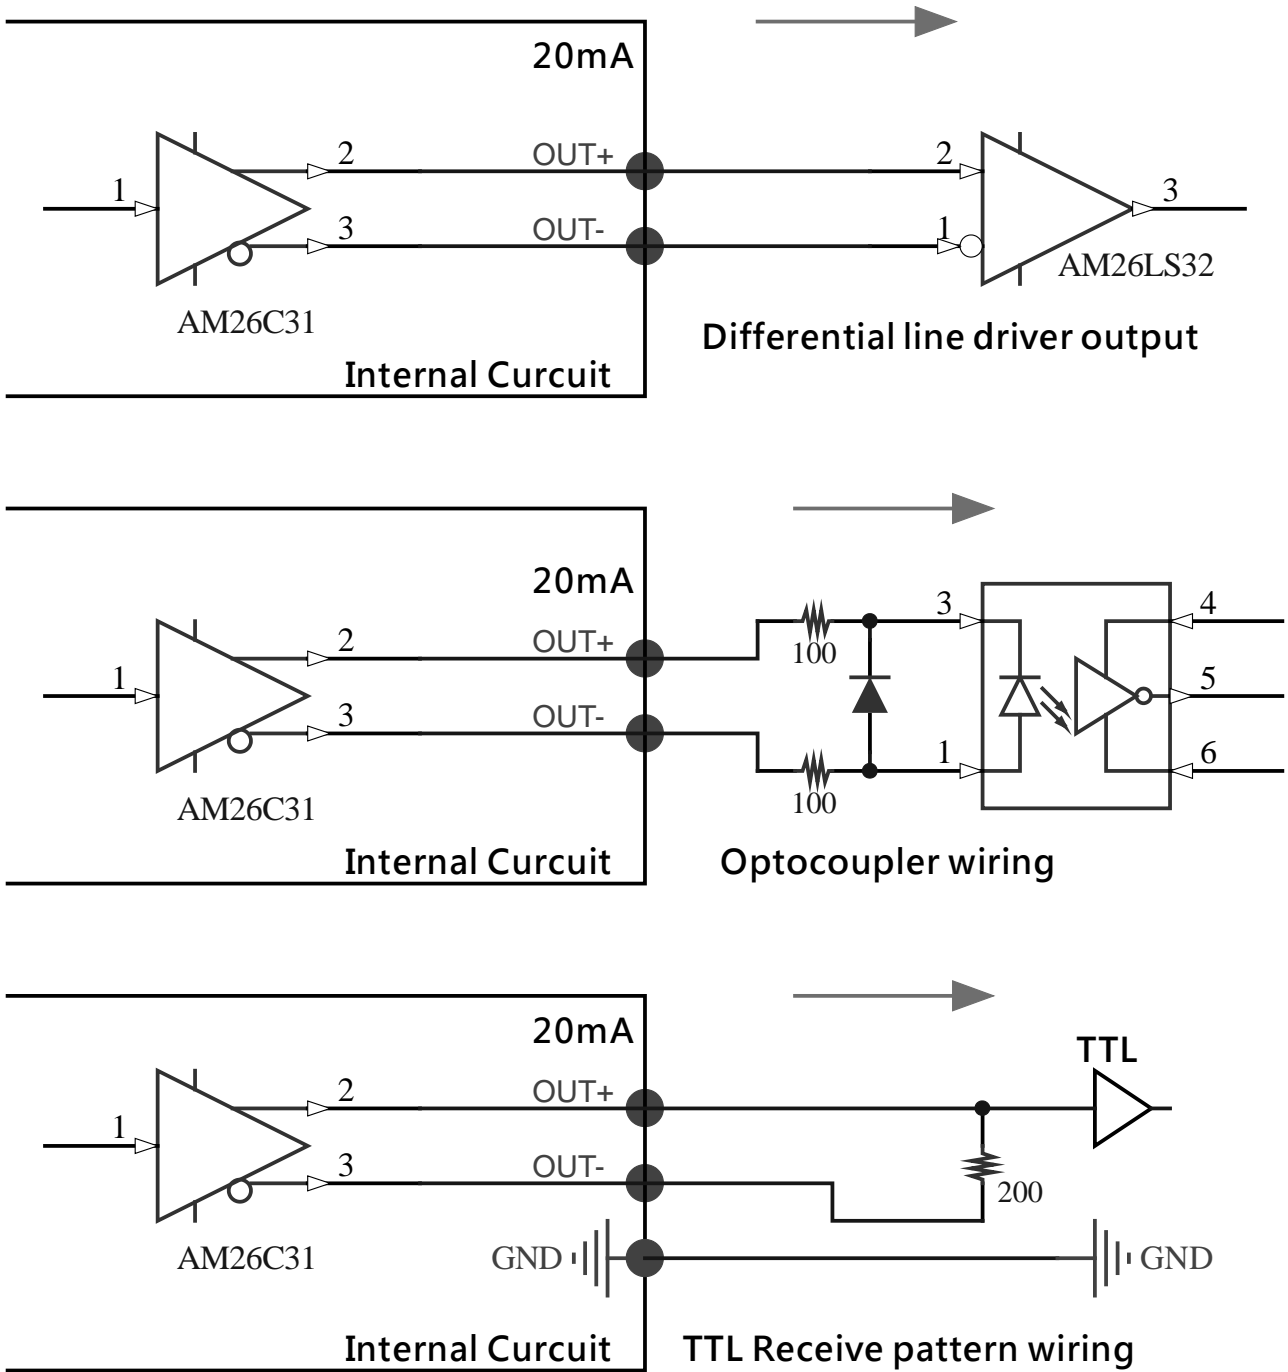 20mA
1
2
OUT+
2
3
3
OUT-
1
AM26C31
AM26LS32
Differential line driver output
Internal Curcuit
20mA
1
2
OUT+
100
3
4
5
3
OUT-
100
1
6
AM26C31
Internal Curcuit
Optocoupler wiring
20mA
TTL
1
2
OUT+
3
OUT-
200
AM26C31
GND
GND
Internal Curcuit
TTL Receive pattern wiring